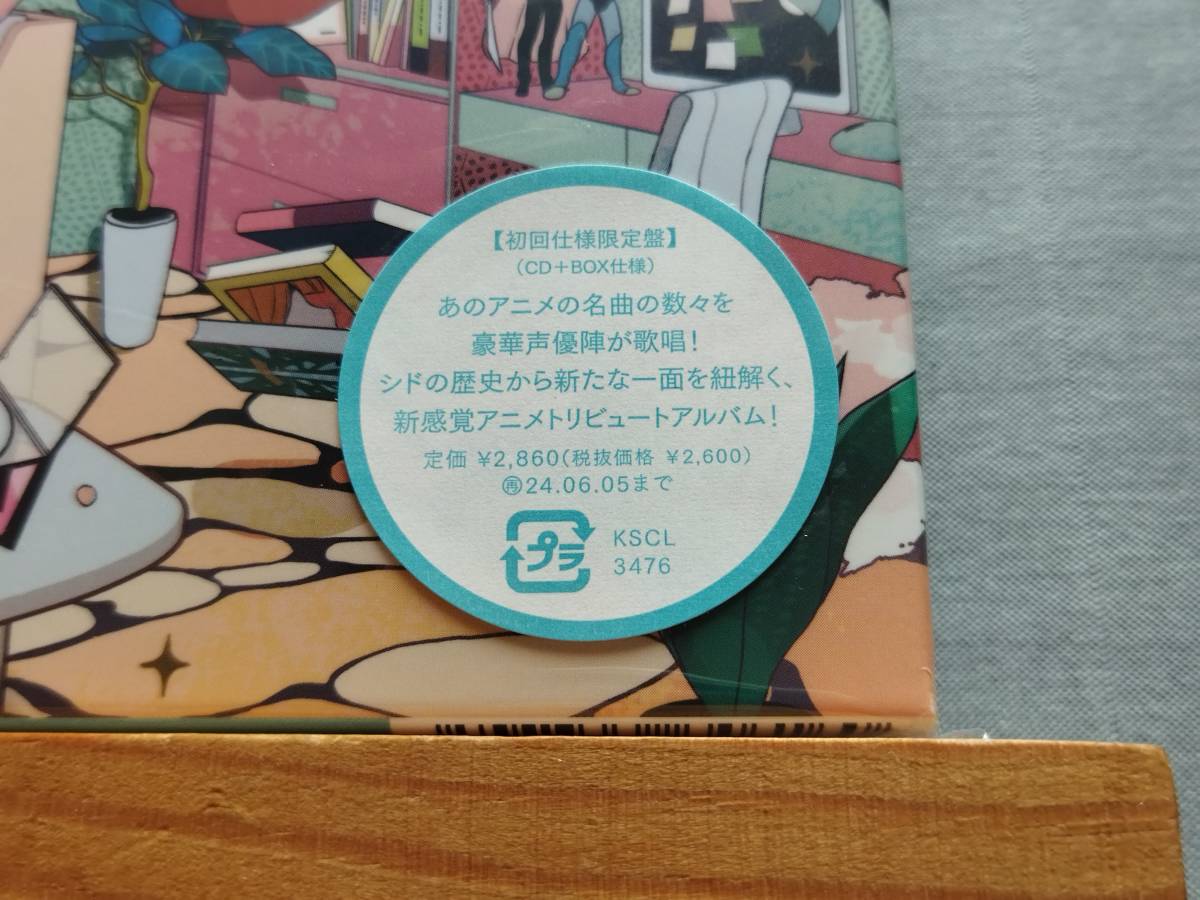 【初回仕様限定盤】
(CD+BOX仕様)
あのアニメの名曲の数々を
豪華声優陣が歌唱!
シドの歴史から新たな一面を紐解く、
新感覚アニメトリビュートアルバム!
定価 ¥2,860(税抜価格 ¥2,600)
㋐24.06.05まで
プラ
KSCL
3476